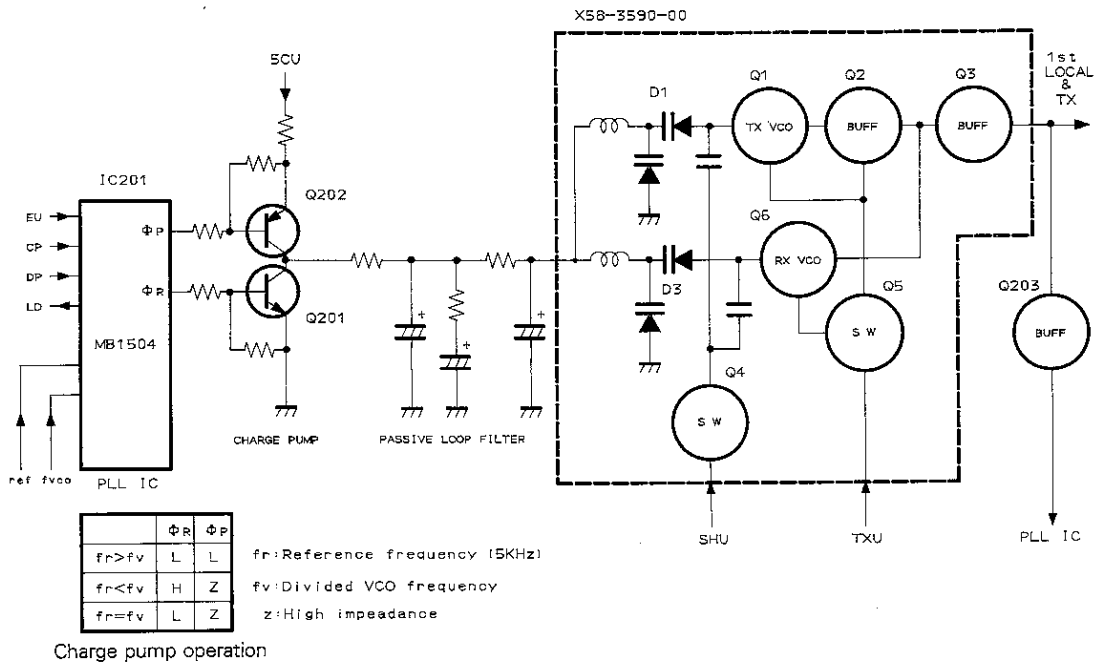 X58-3590-00
5CV
1st
LOCAL
&
TX
Q1
Q2
Q3
D1
TX VCO
BUFF
BUFF
IC201
Q202
EU
CP
DP
LD
ΦP
ΦR
Q201
MB1504
Q6
RX VCO
D3
Q5
S W
Q203
BUFF
Q4
S W
+
+
+
CHARGE PUMP
PASSIVE LOOP FILTER
ref fvco
PLL IC
SHU
TXU
PLL IC
ΦR ΦP
fr>fv L L
fr<fv H Z
fr=fv L Z
fr:Reference frequency (5KHz)
fv:Divided VCO frequency
z:High impeadance
Charge pump operation